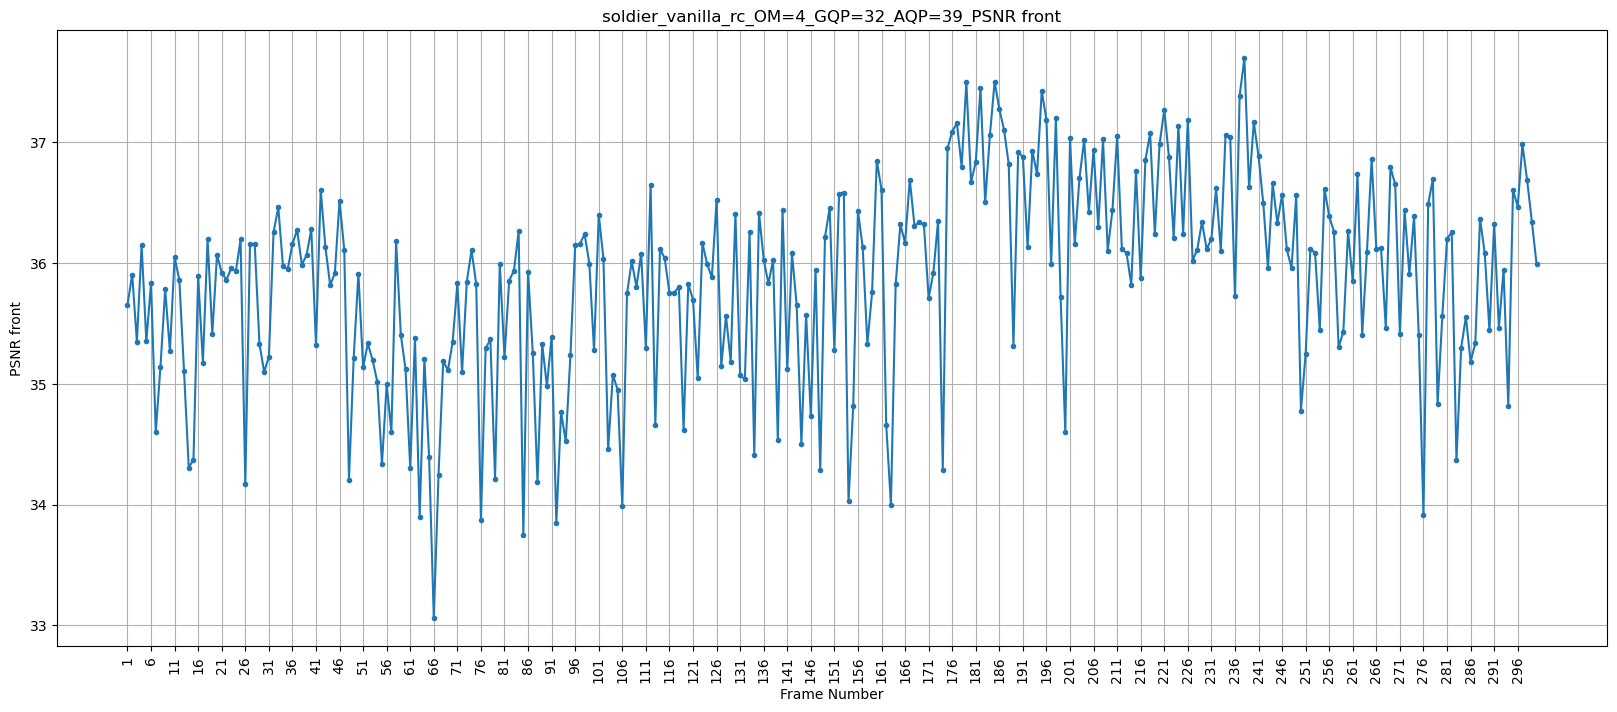 soldier_vanilla_rc_OM=4_GQP=32_AQP=39_PSNR front
PSNR front
37
36
35
34
33
1 6 11 16 21 26 31 36 41 46 51 56 61 66 71 76 81 86 91 96 101 106 111 116 121 126 131 136 141 146 151 156 161 166 171 176 181 186 191 196 201 206 211 216 221 226 231 236 241 246 251 256 261 266 271 276 281 286 291 296
Frame Number